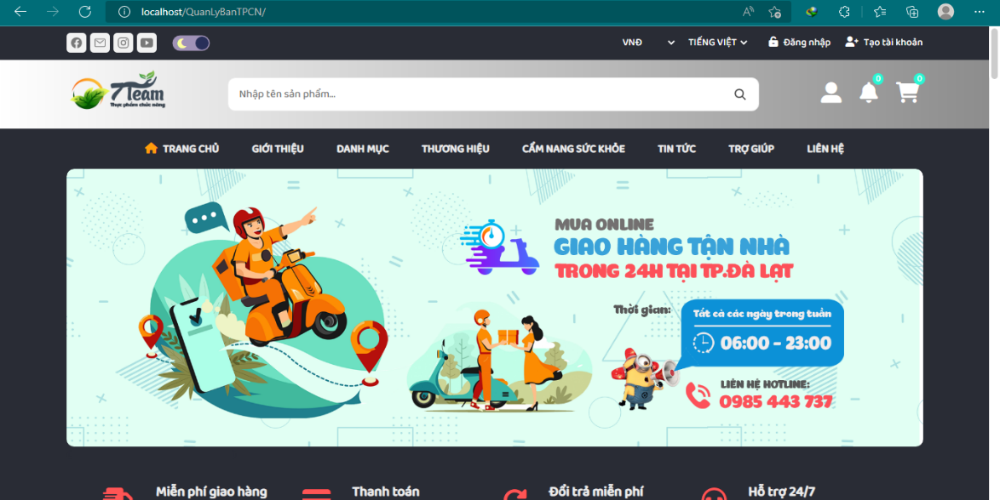 localhost/QuanLyBanTPCN/
VNĐ TIẾNG VIỆT Đăng nhập Tạo tài khoản
7Team
Thực phẩm chức năng
Nhập tên sản phẩm...
0 0
TRANG CHỦ GIỚI THIỆU DANH MỤC THƯƠNG HIỆU CẨM NANG SỨC KHỎE TIN TỨC TRỢ GIÚP LIÊN HỆ
MUA ONLINE
GIAO HÀNG TẬN NHÀ
TRONG 24H TẠI TP.ĐÀ LẠT
Thời gian:
Tất cả các ngày trong tuần
06:00 - 23:00
LIÊN HỆ HOTLINE:
0985 443 737
Miễn phí giao hàng Thanh toán Đổi trả miễn phí Hỗ trợ 24/7